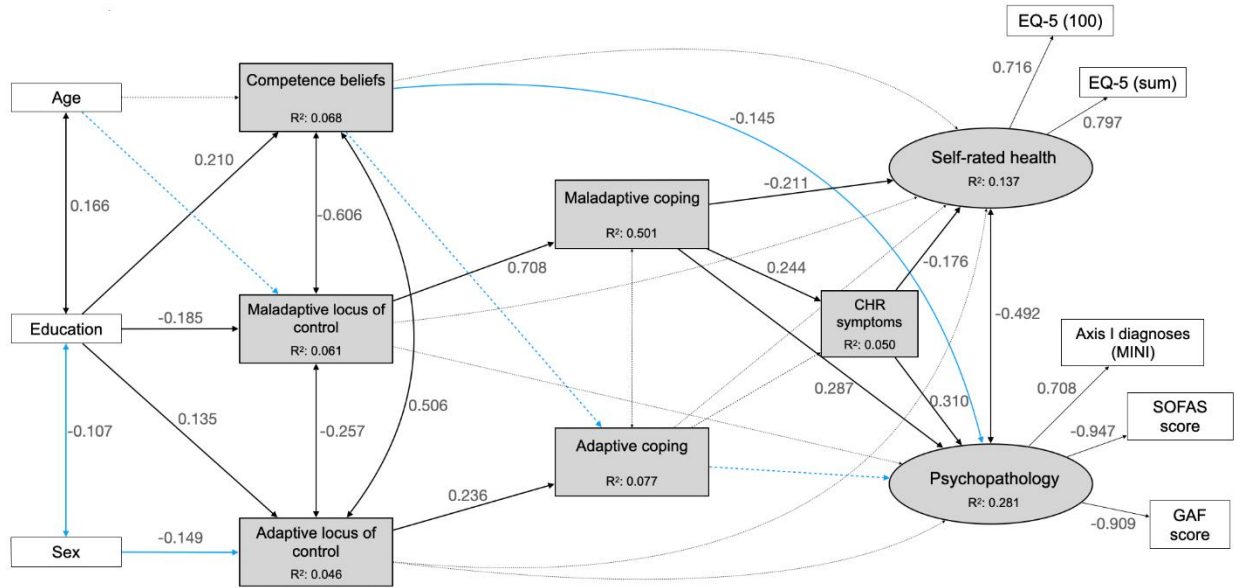 EQ-5 (100)
0.716
EQ-5 (sum)
0.797
Competence beliefs
R²: 0.068
Age
-0.145
Self-rated health
R²: 0.137
0.210
0.166
-0.606
Maladaptive coping
R²: 0.501
-0.211
0.708
0.244
-0.176
Maladaptive locus of
control
R²: 0.061
CHR
symptoms
R²: 0.050
Education
-0.185
-0.492
Axis I diagnoses
(MINI)
0.287
0.310
0.708
0.506
-0.107
0.135
-0.257
Adaptive coping
R²: 0.077
SOFAS
score
-0.947
Psychopathology
R²: 0.281
0.236
-0.909
GAF
score
Sex
-0.149
Adaptive locus of
control
R²: 0.046